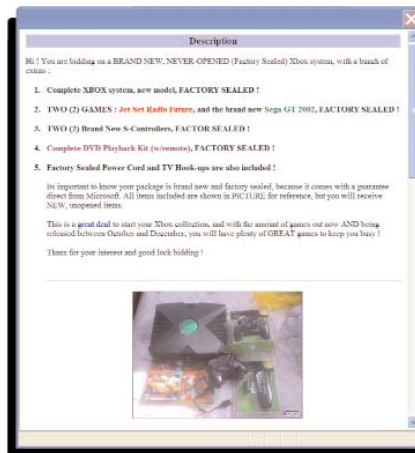 Description
Hi ! You are bidding on a BRAND NEW, NEVER-OPENED (Factory Sealed) Xbox system, with a bunch of
extras :
1. Complete XBOX system, new model, FACTORY SEALED !
2. TWO (2) GAMES : Jet Set Radio Future, and the brand new Sega GT 2002, FACTORY SEALED !
3. TWO (2) Brand New S-Controllers, FACTOR SEALED !
4. Complete DVD Playback Kit (w/remote), FACTORY SEALED !
5. Factory Sealed Power Cord and TV Hook-ups are also included !
Its important to know your package is brand new and factory sealed, because it comes with a guarantee
direct from Microsoft. All items included are shown in PICTURE for reference, but you will receive
NEW, unopened items.
This is a great deal to start your Xbox collection, and with the amount of games out now AND being
released between October and December, you will have plenty of GREAT games to keep you busy !
Thanx for your interest and good luck bidding !